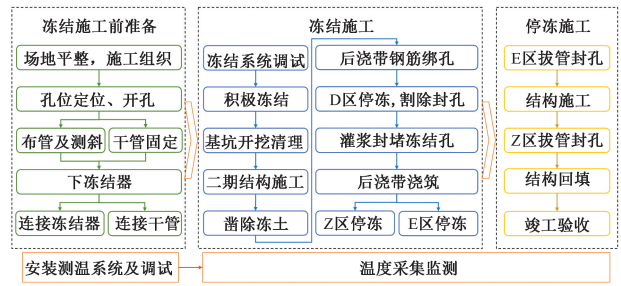 冻结施工前准备
场地平整，施工组织
孔位定位、开孔
布管及测斜
干管固定
下冻结器
连接冻结器
连接干管
冻结施工
冻结系统调试
积极冻结
基坑开挖清理
二期结构施工
凿除冻土
后浇带钢筋绑孔
D区停冻,割除封孔
灌浆封堵冻结孔
后浇带浇筑
Z区停冻
E区停冻
停冻施工
E区拔管封孔
结构施工
Z区拔管封孔
结构回填
竣工验收
安装测温系统及调试
温度采集监测